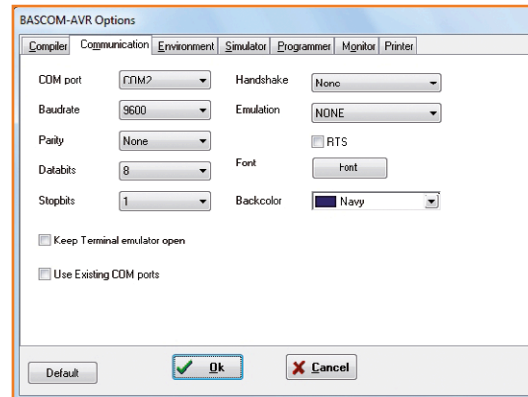 BASCOM-AVR Options
Compiler Communication Environment Simulator Programmer Monitor Printer
COM port COM2 Handshake None
Baudrate 9600 Emulation NONE
Parity None RTS
Databits 8 Font Font
Stopbits 1 Backcolor Navy
Keep Terminal emulator open
Use Existing COM ports
Default Ok Cancel